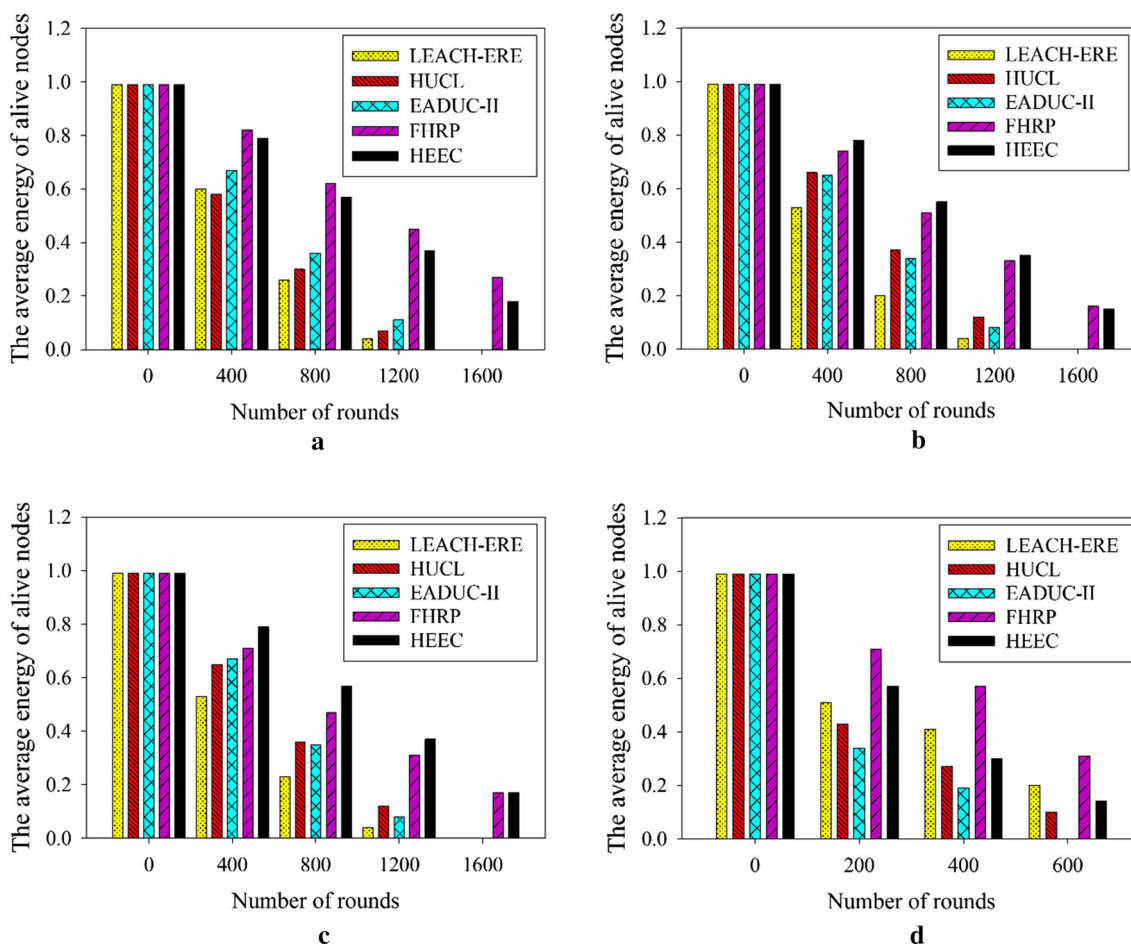 The average energy of alive nodes
1.2
1.0
0.8
0.6
0.4
0.2
0.0
LEACH-ERE
HUCL
EADUC-II
FHRP
HEEC
0 400 800 1200 1600
Number of rounds
a
The average energy of alive nodes
1.2
1.0
0.8
0.6
0.4
0.2
0.0
LEACH-ERE
HUCL
EADUC-II
FHRP
HEEC
0 400 800 1200 1600
Number of rounds
b
The average energy of alive nodes
1.2
1.0
0.8
0.6
0.4
0.2
0.0
LEACH-ERE
HUCL
EADUC-II
FHRP
HEEC
0 400 800 1200 1600
Number of rounds
c
The average energy of alive nodes
1.2
1.0
0.8
0.6
0.4
0.2
0.0
LEACH-ERE
HUCL
EADUC-II
FHRP
HEEC
0 200 400 600
Number of rounds
d